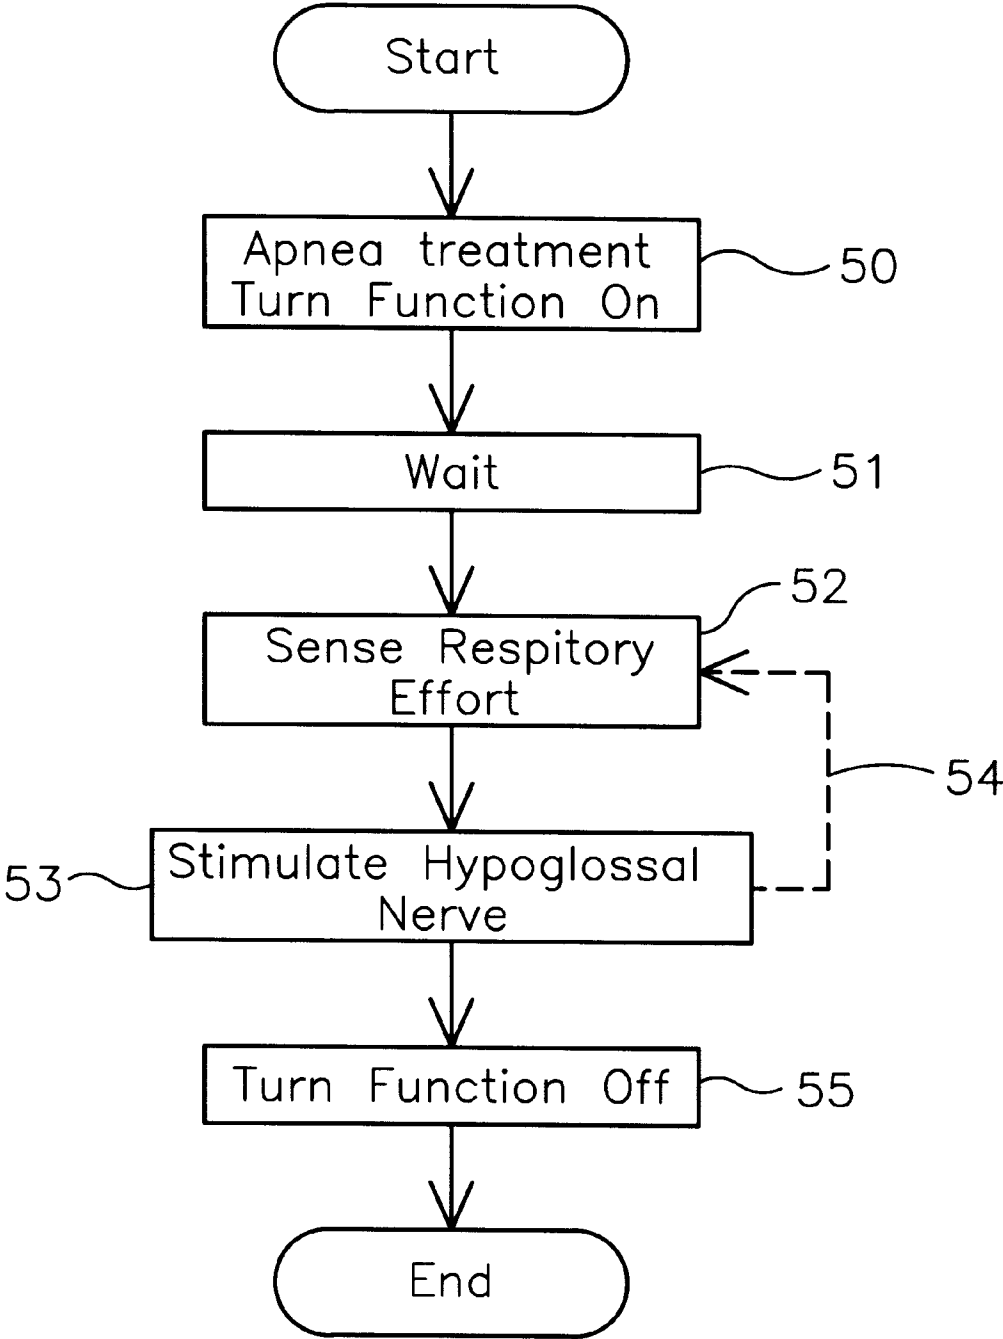 Start
Apnea treatment
Turn Function On
50
Wait
51
52
Sense Respitory
Effort
54
53
Stimulate Hypoglossal
Nerve
Turn Function Off
55
End